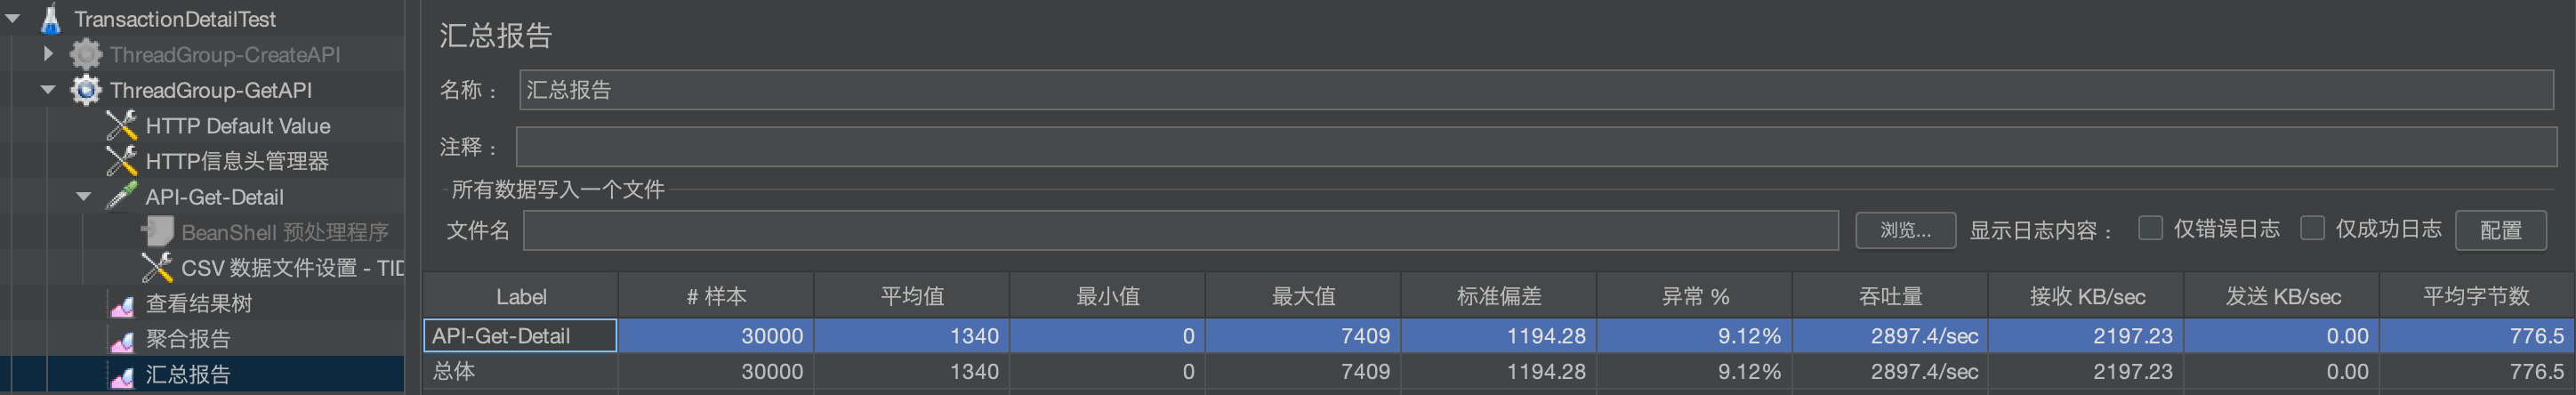 TransactionDetailTest
ThreadGroup-CreateAPI
ThreadGroup-GetAPI
HTTP Default Value
HTTP信息头管理器
API-Get-Detail
BeanShell 预处理程序
CSV 数据文件设置 - TID
查看结果树
聚合报告
汇总报告
汇总报告
名称： 汇总报告
注释：
所有数据写入一个文件
文件名 浏览... 显示日志内容： 仅错误日志 仅成功日志 配置
Label # 样本 平均值 最小值 最大值 标准偏差 异常 % 吞吐量 接收 KB/sec 发送 KB/sec 平均字节数
API-Get-Detail 30000 1340 0 7409 1194.28 9.12% 2897.4/sec 2197.23 0.00 776.5
总体 30000 1340 0 7409 1194.28 9.12% 2897.4/sec 2197.23 0.00 776.5